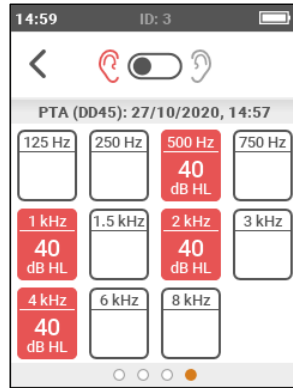 14:59 ID: 3
PTA (DD45): 27/10/2020, 14:57
125 Hz 250 Hz 500 Hz 750 Hz
40
dB HL
1 kHz 1.5 kHz 2 kHz 3 kHz
40 40
dB HL dB HL
4 kHz 6 kHz 8 kHz
40
dB HL